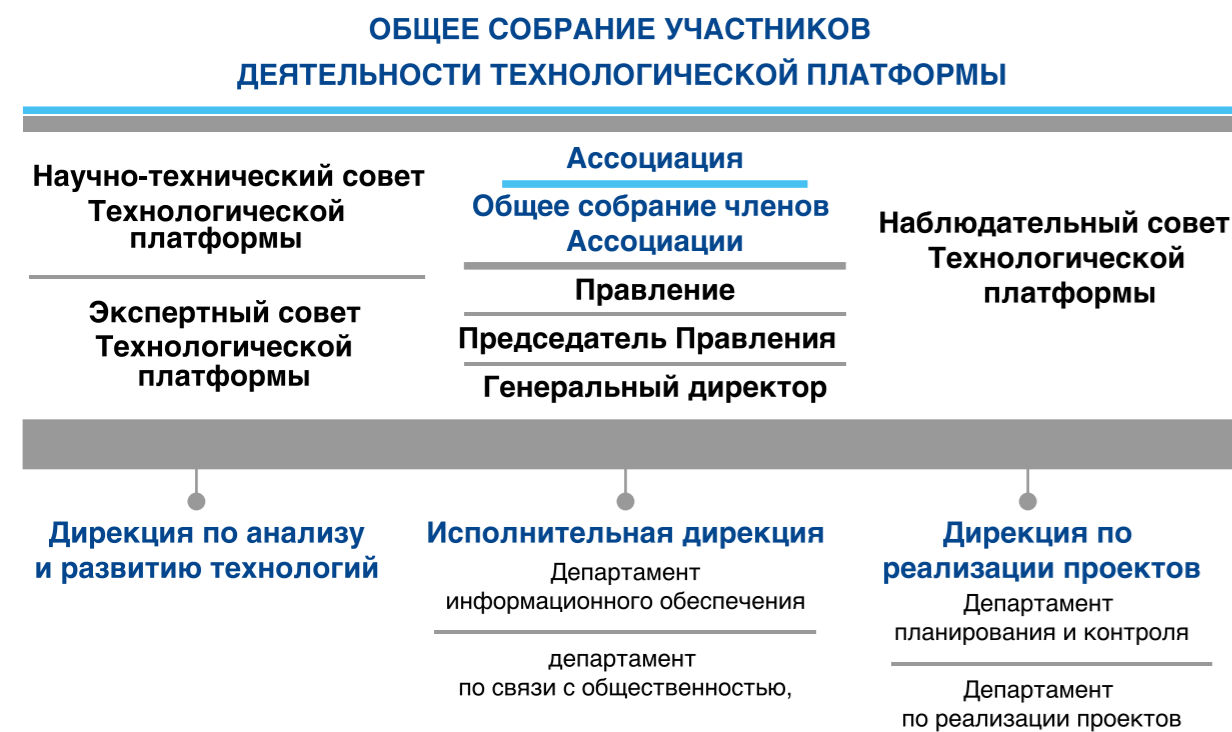 ОБЩЕЕ СОБРАНИЕ УЧАСТНИКОВ
ДЕЯТЕЛЬНОСТИ ТЕХНОЛОГИЧЕСКОЙ ПЛАТФОРМЫ
Научно-технический совет
Технологической
платформы
Экспертный совет
Технологической
платформы
Ассоциация
Общее собрание членов
Ассоциации
Правление
Председатель Правления
Генеральный директор
Наблюдательный совет
Технологической
платформы
Дирекция по анализу
и развитию технологий
Исполнительная дирекция
Департамент
информационного обеспечения
департамент
по связи с общественностью,
Дирекция по
реализации проектов
Департамент
планирования и контроля
Департамент
по реализации проектов